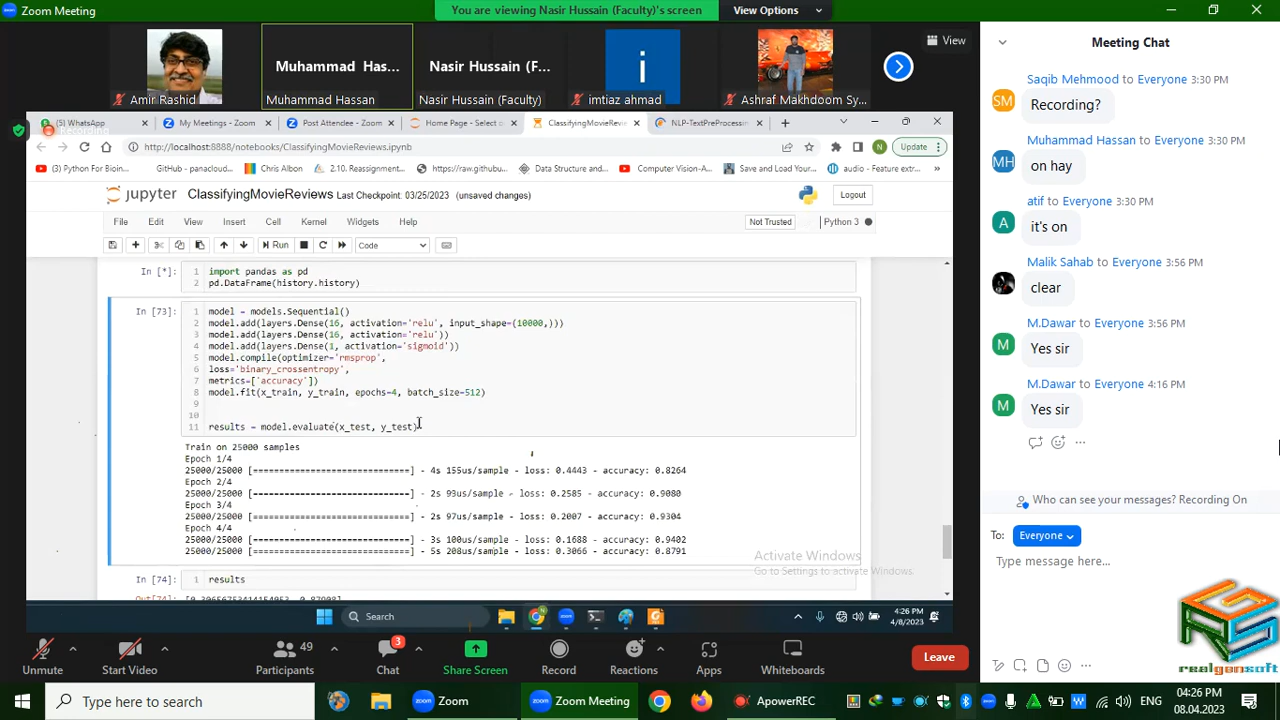 Zoom Meeting
You are viewing Nasir Hussain (Faculty)'s screen
View Options
Amir Rashid
Muhammad Has...
Muhammad Hassan
Nasir Hussain (F...
Nasir Hussain (Faculty)
i
imtiaz ahmad
Ashraf Makhdoom Sy...
View
Recording
WhatsApp
My Meetings - Zoom
Post Attendee - Zoom
Home Page - Select o
ClassifyingMovieRevie
NLP-TextPreProcessin
http://localhost:8888/notebooks/ClassifyingMovieReviews.ipynb
Update
(5) Python For Bioin...
GitHub - panacloud...
Chris Albon
2.10. Reassignment...
https://raw.githubu...
Data Structure and...
Computer Vision-A...
Save and Load Your...
audio - Feature extr...
jupyter ClassifyingMovieReviews Last Checkpoint: 03/25/2023 (unsaved changes)
Logout
File Edit View Insert Cell Kernel Widgets Help
Not Trusted
Python 3
Run
Code
In [*]:
1 import pandas as pd
2 pd.DataFrame(history.history)
In [73]:
1 model = models.Sequential()
2 model.add(layers.Dense(16, activation='relu', input_shape=(10000,)))
3 model.add(layers.Dense(16, activation='relu'))
4 model.add(layers.Dense(1, activation='sigmoid'))
5 model.compile(optimizer='rmsprop',
6 loss='binary_crossentropy',
7 metrics=['accuracy'])
8 model.fit(x_train, y_train, epochs=4, batch_size=512)
9
10
11 results = model.evaluate(x_test, y_test)
Train on 25000 samples
Epoch 1/4
25000/25000 [==============================] - 4s 155us/sample - loss: 0.4443 - accuracy: 0.8264
Epoch 2/4
25000/25000 [==============================] - 2s 93us/sample - loss: 0.2585 - accuracy: 0.9080
Epoch 3/4
25000/25000 [==============================] - 2s 97us/sample - loss: 0.2007 - accuracy: 0.9304
Epoch 4/4
25000/25000 [==============================] - 3s 100us/sample - loss: 0.1688 - accuracy: 0.9402
25000/25000 [==============================] - 5s 208us/sample - loss: 0.3066 - accuracy: 0.8791
Activate Windows
Go to Settings to activate Windows.
In [74]:
1 results
Search
4:26 PM
4/8/2023
Unmute
Start Video
49
Participants
3
Chat
Share Screen
Record
Reactions
Apps
Whiteboards
Leave
Meeting Chat
Saqib Mehmood to Everyone 3:30 PM
SM
Recording?
Muhammad Hassan to Everyone 3:30 PM
MH
on hay
atif to Everyone 3:30 PM
A
it's on
Malik Sahab to Everyone 3:56 PM
clear
M.Dawar to Everyone 3:56 PM
M
Yes sir
M.Dawar to Everyone 4:16 PM
M
Yes sir
Who can see your messages? Recording On
To: Everyone
Type message here...
realgensoft
Type here to search
Zoom
Zoom Meeting
ApowerREC
ENG
04:26 PM
08.04.2023